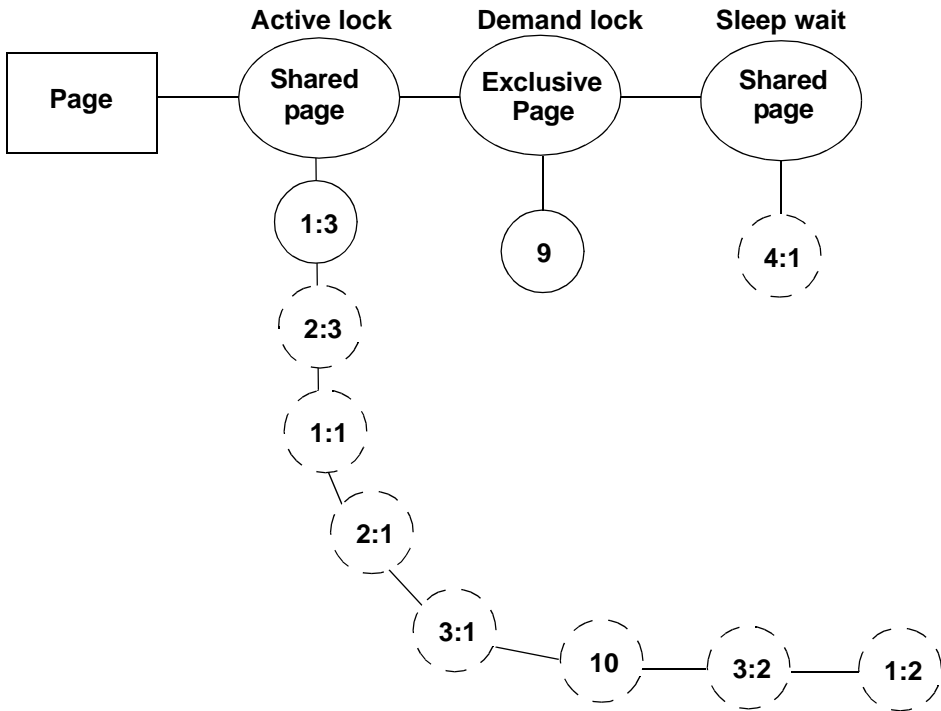 Active lock
Demand lock
Sleep wait
Page
Shared
page
Exclusive
Page
Shared
page
1:3
9
4:1
2:3
1:1
2:1
3:1
10
3:2
1:2